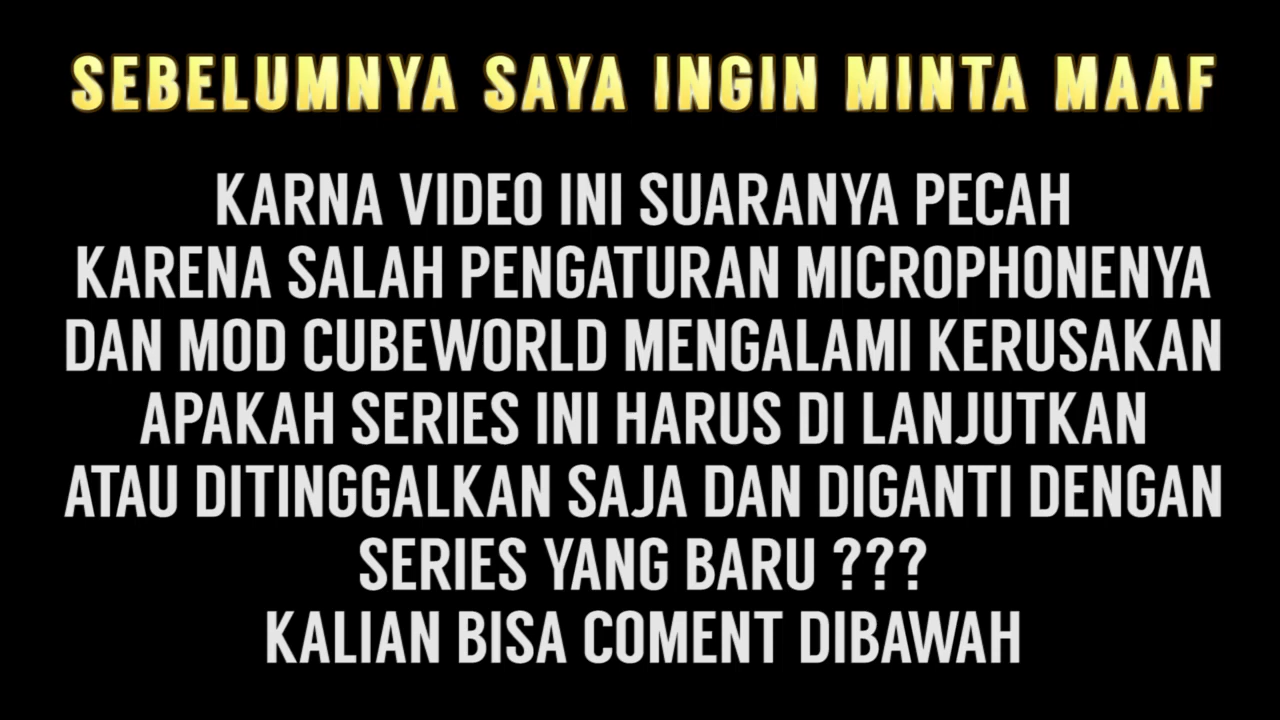 SEBELUMNYA SAYA INGIN MINTA MAAF
KARNA VIDEO INI SUARANYA PECAH
KARENA SALAH PENGATURAN MICROPHONENYA
DAN MOD CUBEWORLD MENGALAMI KERUSAKAN
APAKAH SERIES INI HARUS DI LANJUTKAN
ATAU DITINGGALKAN SAJA DAN DIGANTI DENGAN
SERIES YANG BARU ???
KALIAN BISA COMENT DIBAWAH